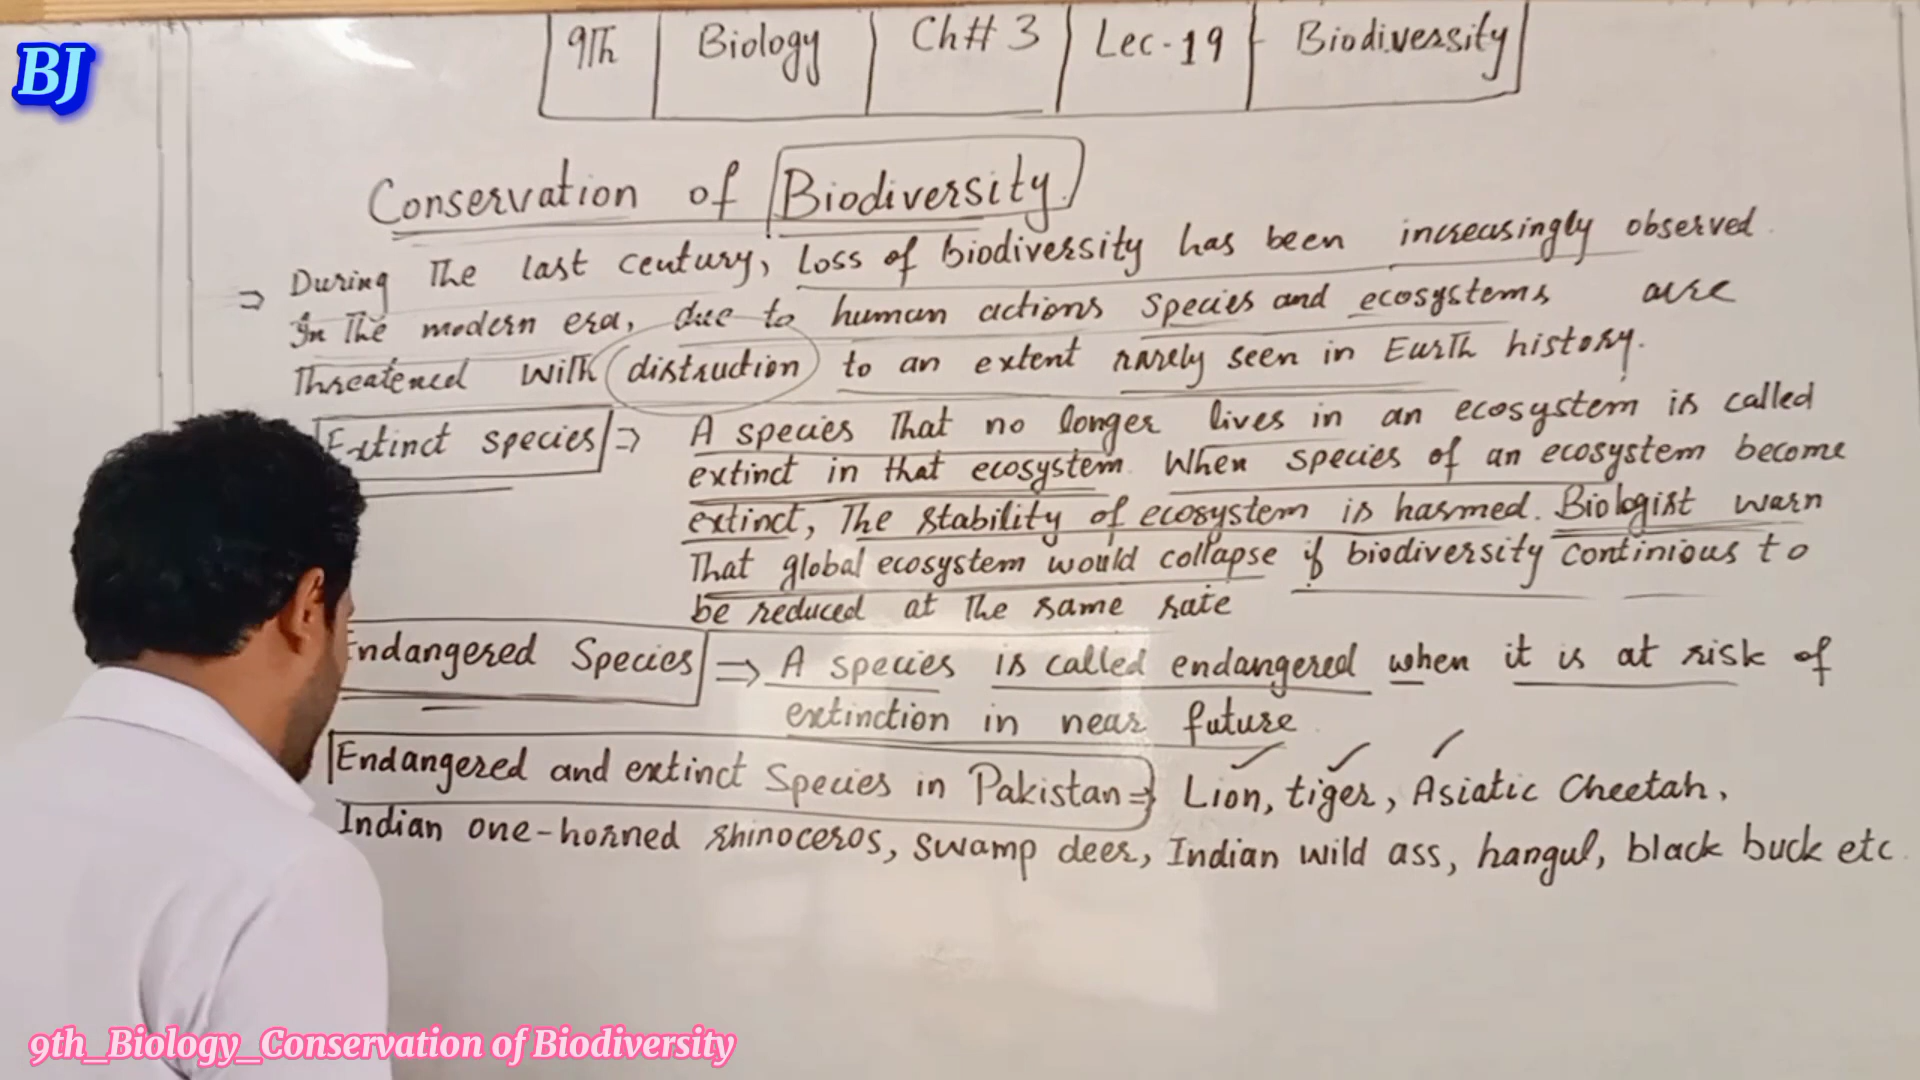 BJ
9Th Biology Ch# 3 Lec-19 Biodiversity
Conservation of Biodiversity
⇒ During The last century, Loss of biodiversity has been increasingly observed.
In The modern era, due to human actions species and ecosystems are
Threatened with distruction to an extent rarely seen in Earth history.
Extinct species ⇒ A species That no longer lives in an ecosystem is called
extinct in that ecosystem. When species of an ecosystem become
extinct, The stability of ecosystem is harmed. Biologist warn
That global ecosystem would collapse if biodiversity continious to
be reduced at The same rate
Endangered Species ⇒ A species is called endangered when it is at risk of
extinction in near future.
Endangered and extinct Species in Pakistan ⇒ Lion, tiger, Asiatic Cheetah,
Indian one-horned rhinoceros, swamp deer, Indian wild ass, hangul, black buck etc.
9th_Biology_Conservation of Biodiversity